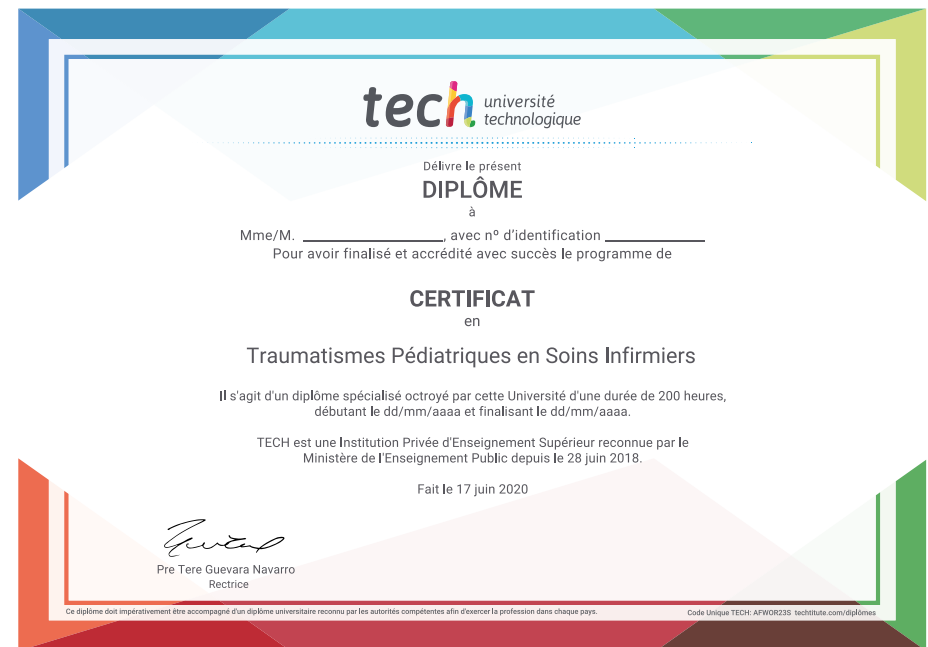 tech université
technologique
Délivre le présent
DIPLÔME
à
Mme/M. ____________________, avec nº d'identification ______________
Pour avoir finalisé et accrédité avec succès le programme de
CERTIFICAT
en
Traumatismes Pédiatriques en Soins Infirmiers
Il s'agit d'un diplôme spécialisé octroyé par cette Université d'une durée de 200 heures,
débutant le dd/mm/aaaa et finalisant le dd/mm/aaaa.
TECH est une Institution Privée d'Enseignement Supérieur reconnue par le
Ministère de l'Enseignement Public depuis le 28 juin 2018.
Fait le 17 juin 2020
Pre Tere Guevara Navarro
Rectrice
Ce diplôme doit impérativement être accompagné d'un diplôme universitaire reconnu par les autorités compétentes afin d'exercer la profession dans chaque pays.
Code Unique TECH: AFWOR23S techtitute.com/diplômes